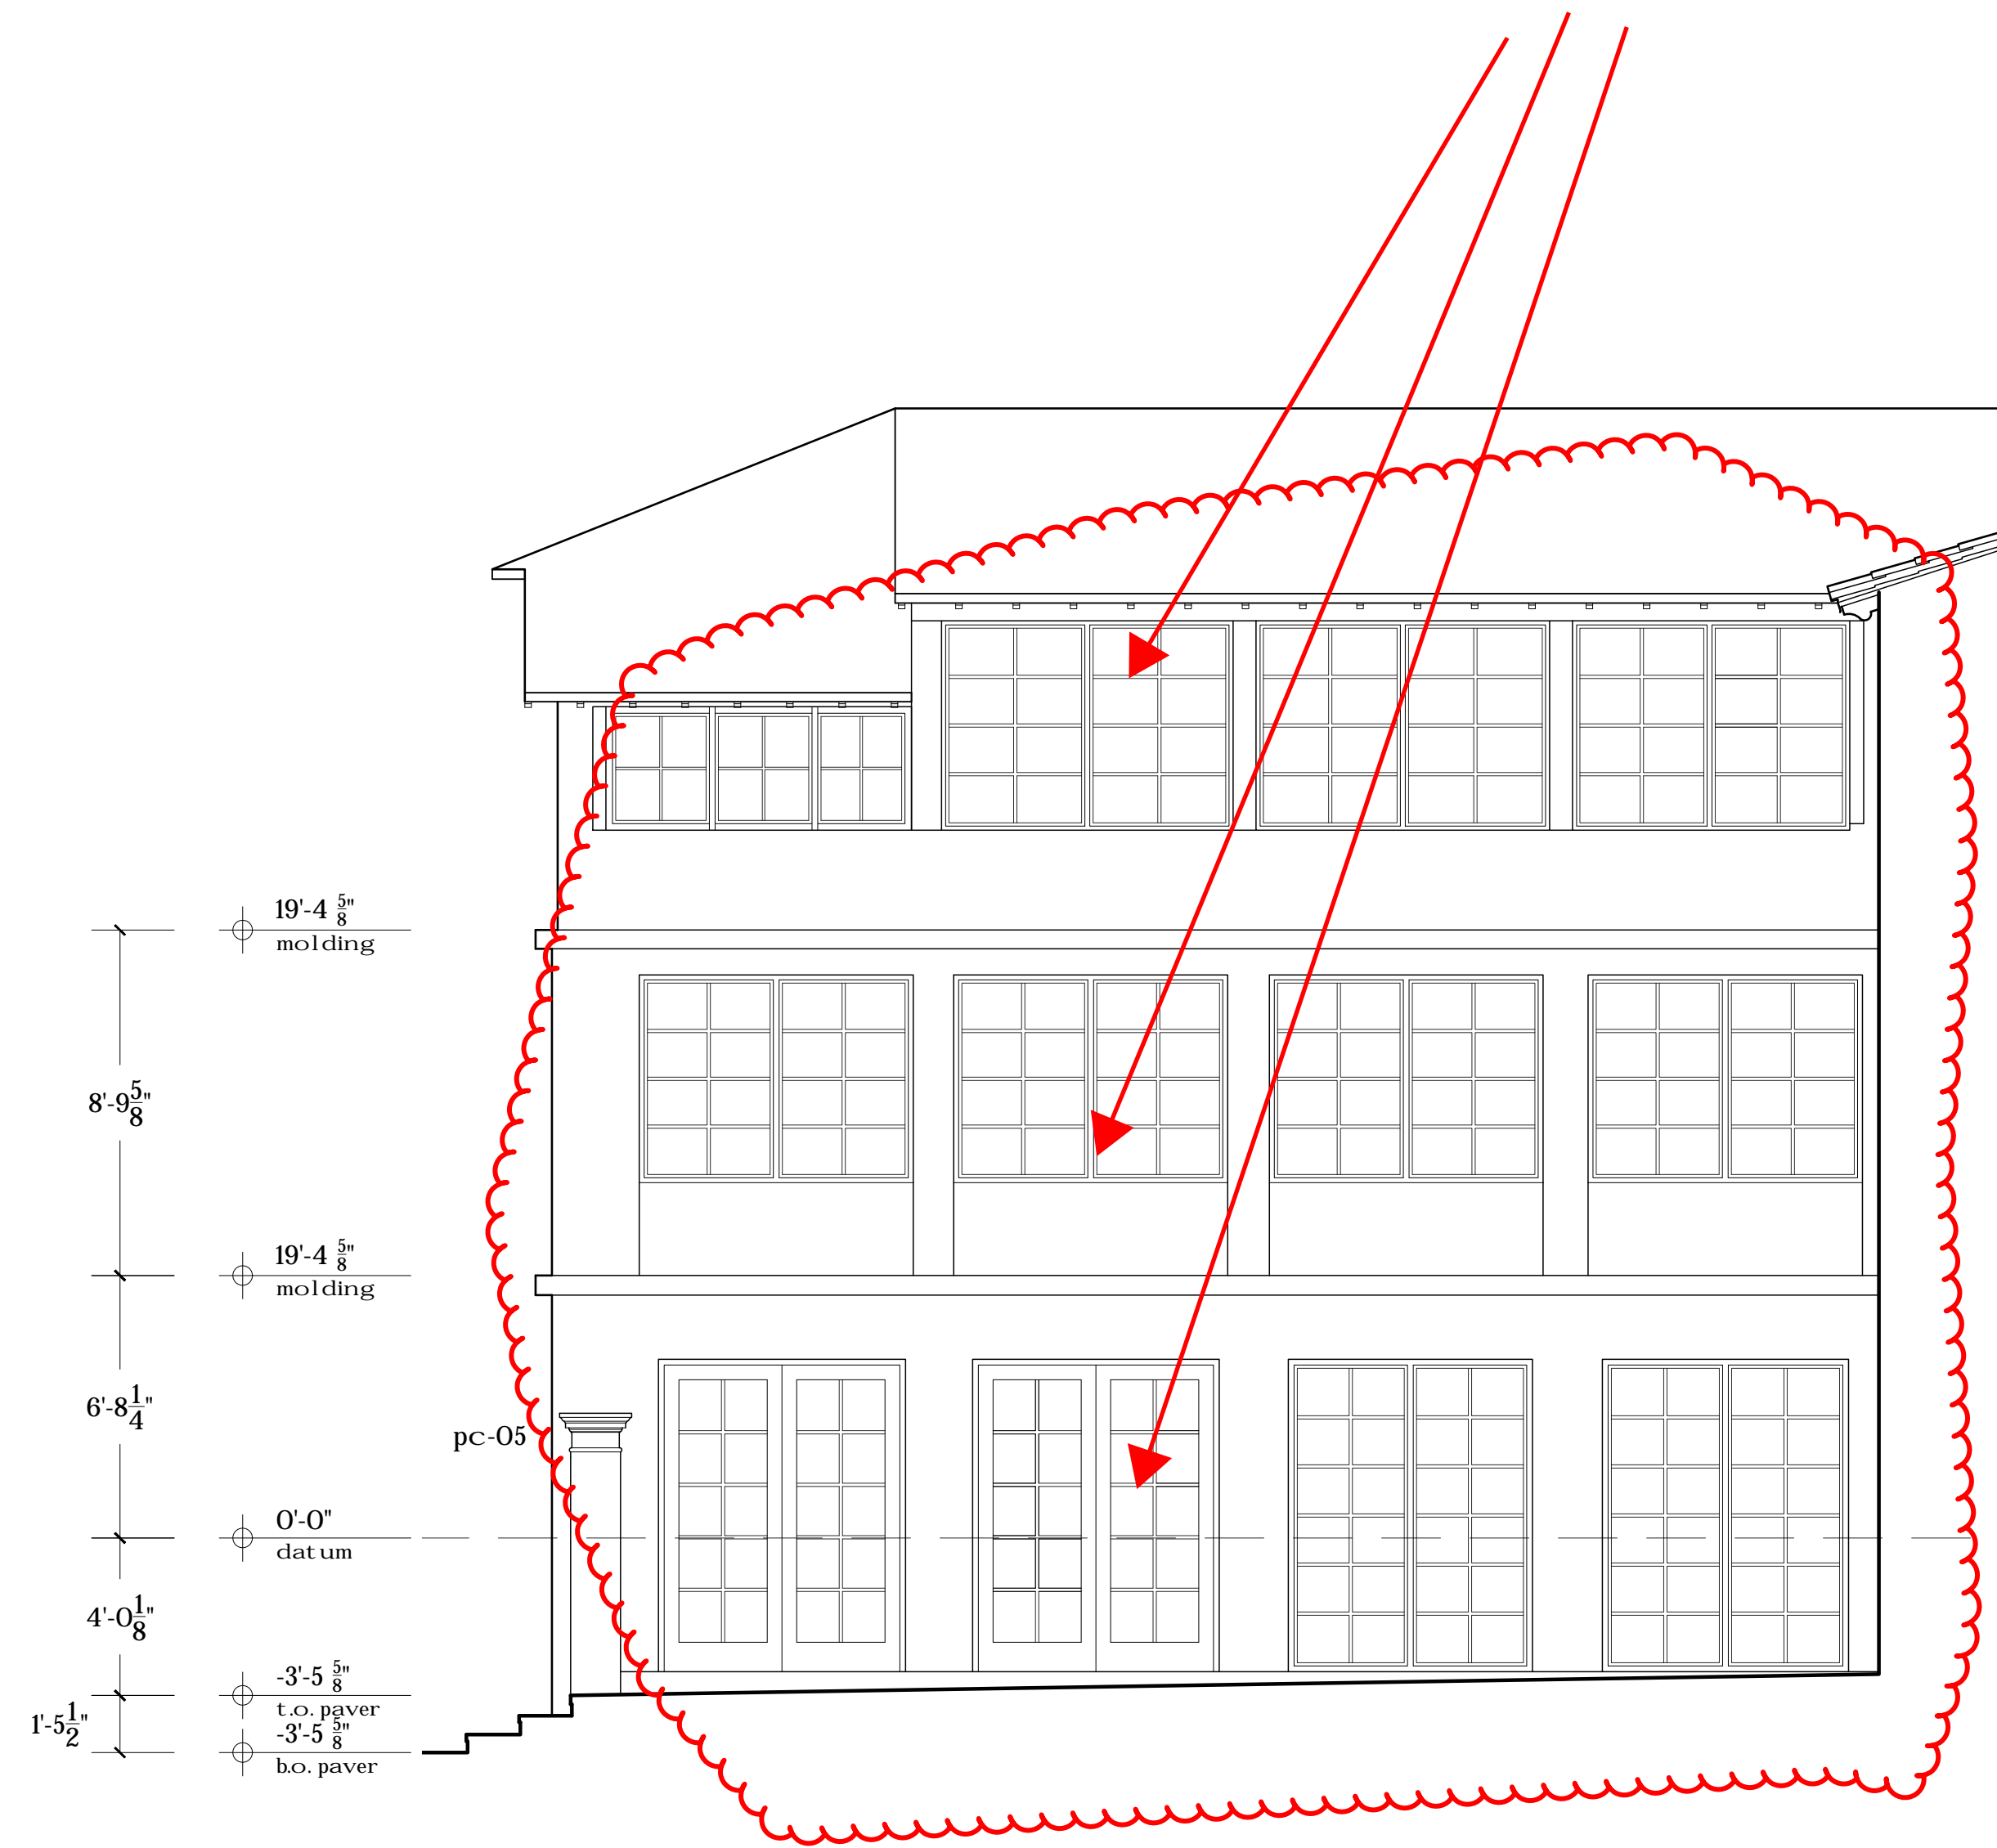 19'-4 5/8"
molding
8'-9 5/8"
19'-4 5/8"
molding
6'-8 1/4"
pc-05
0'-0"
datum
4'-0 1/8"
-3'-5 5/8"
t.o. paver
1'-5 1/2"
-3'-5 5/8"
b.o. paver